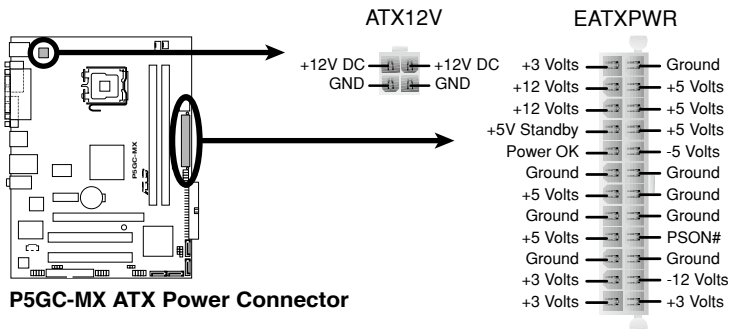 ATX12V
EATXPWR
+12V DC +12V DC
GND GND
+3 Volts Ground
+12 Volts +5 Volts
+12 Volts +5 Volts
+5V Standby +5 Volts
Power OK -5 Volts
Ground Ground
+5 Volts Ground
Ground Ground
+5 Volts PSON#
Ground Ground
+3 Volts -12 Volts
+3 Volts +3 Volts
P5GC-MX
P5GC-MX ATX Power Connector